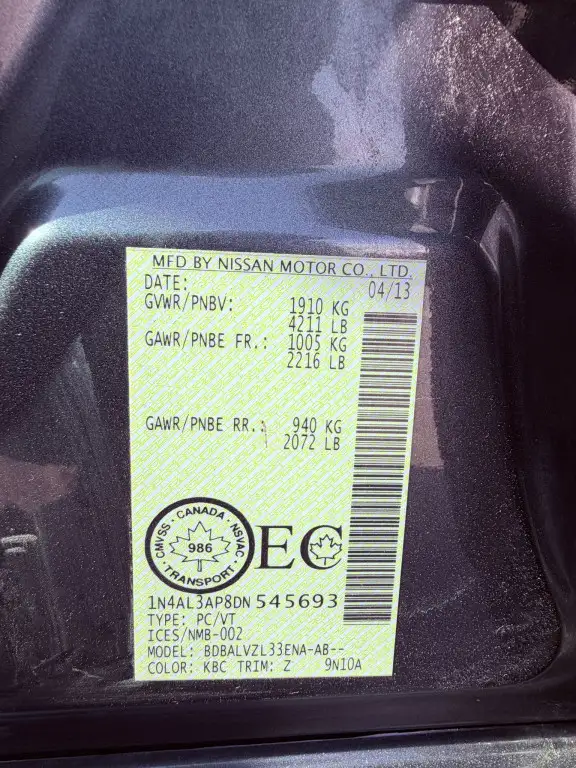 MFD BY NISSAN MOTOR CO., LTD.
DATE: 04/13
GVWR/PNBV: 1910 KG
4211 LB
GAWR/PNBE FR.: 1005 KG
2216 LB
GAWR/PNBE RR.: 940 KG
2072 LB
CMVSS · CANADA · NSVAC · TRANSPORT ·
986
EC
1N4AL3AP8DN 545693
TYPE: PC/VT
ICES/NMB-002
MODEL: BDBALVZL33ENA-AB--
COLOR: KBC TRIM: Z 9N10A